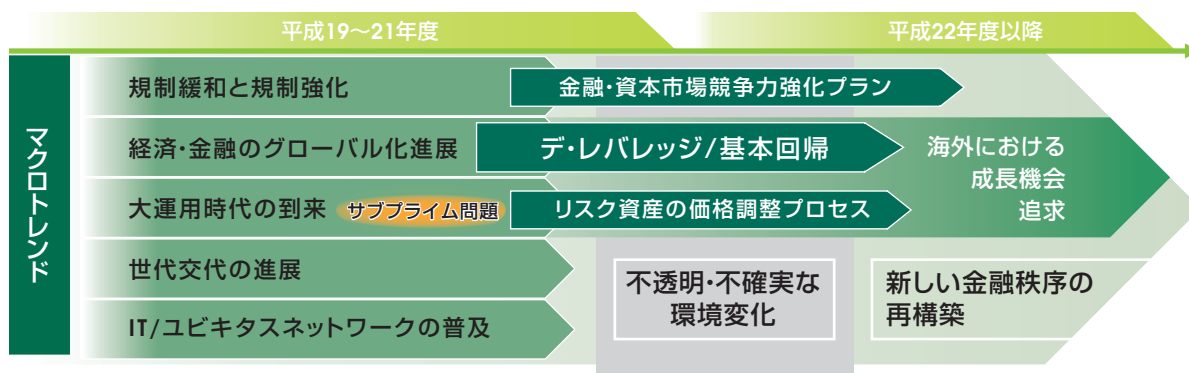 平成19～21年度
平成22年度以降
マクロトレンド
規制緩和と規制強化
金融・資本市場競争力強化プラン
経済・金融のグローバル化進展
デ・レバレッジ/基本回帰
海外における
成長機会
追求
大運用時代の到来
サブプライム問題
リスク資産の価格調整プロセス
世代交代の進展
IT/ユビキタスネットワークの普及
不透明・不確実な
環境変化
新しい金融秩序の
再構築